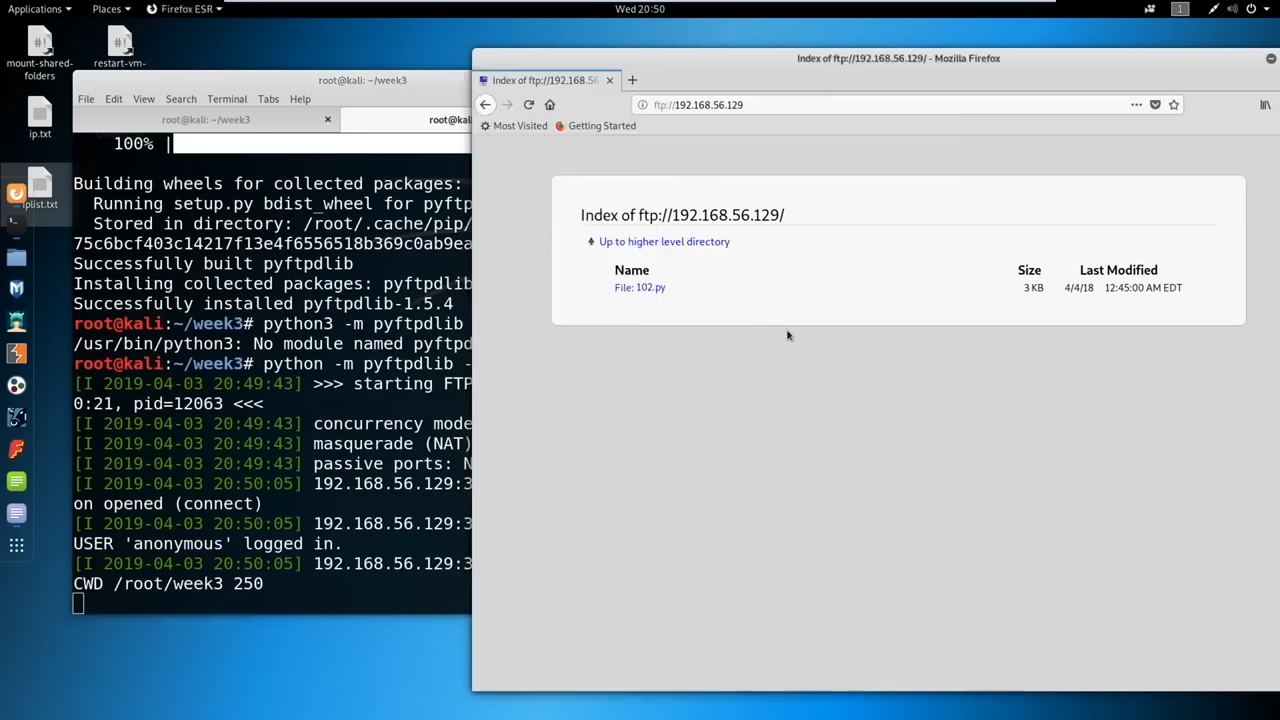 Applications Places Firefox ESR Wed 20:50 1
mount-shared-folders
restart-vm-
ip.txt
iplist.txt
root@kali: ~/week3
File Edit View Search Terminal Tabs Help
root@kali: ~/week3 × root@kal
100% |
Building wheels for collected packages:
Running setup.py bdist_wheel for pyftp
Stored in directory: /root/.cache/pip/
75c6bcf403c14217f13e4f6556518b369c0ab9ea
Successfully built pyftpdlib
Installing collected packages: pyftpdlib
Successfully installed pyftpdlib-1.5.4
root@kali:~/week3# python3 -m pyftpdlib
/usr/bin/python3: No module named pyftpd
root@kali:~/week3# python -m pyftpdlib -
[I 2019-04-03 20:49:43] >>> starting FTP
0:21, pid=12063 <<<
[I 2019-04-03 20:49:43] concurrency mode
[I 2019-04-03 20:49:43] masquerade (NAT)
[I 2019-04-03 20:49:43] passive ports: N
[I 2019-04-03 20:50:05] 192.168.56.129:3
on opened (connect)
[I 2019-04-03 20:50:05] 192.168.56.129:3
USER 'anonymous' logged in.
[I 2019-04-03 20:50:05] 192.168.56.129:3
CWD /root/week3 250
Index of ftp://192.168.56.129/ - Mozilla Firefox
Index of ftp://192.168.56 × +
ftp://192.168.56.129
Most Visited Getting Started
Index of ftp://192.168.56.129/
Up to higher level directory
Name Size Last Modified
File: 102.py 3 KB 4/4/18 12:45:00 AM EDT